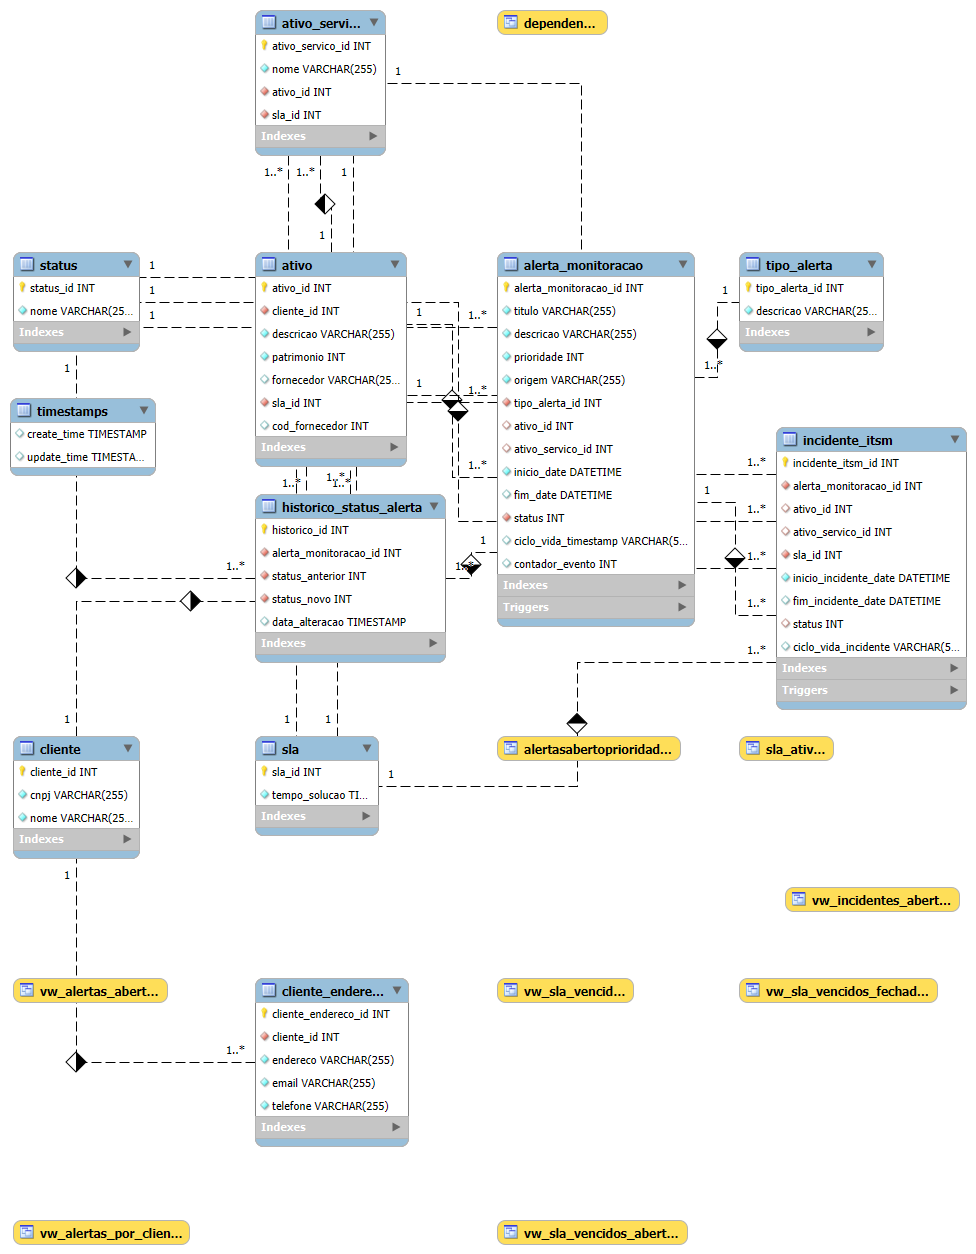 ativo_servi...
ativo_servico_id INT
nome VARCHAR(255)
ativo_id INT
sla_id INT
Indexes
dependen...
1
1..*
1..*
1
1
status
status_id INT
nome VARCHAR(25...
Indexes
1
1
1
ativo
ativo_id INT
cliente_id INT
descricao VARCHAR(255)
patrimonio INT
fornecedor VARCHAR(25...
sla_id INT
cod_fornecedor INT
Indexes
1
1
1..*
1..*
1..*
alerta_monitoracao
alerta_monitoracao_id INT
titulo VARCHAR(255)
descricao VARCHAR(255)
prioridade INT
origem VARCHAR(255)
tipo_alerta_id INT
ativo_id INT
ativo_servico_id INT
inicio_date DATETIME
fim_date DATETIME
status INT
ciclo_vida_timestamp VARCHAR(5...
contador_evento INT
Indexes
Triggers
1
1..*
tipo_alerta
tipo_alerta_id INT
descricao VARCHAR(25...
Indexes
1
timestamps
create_time TIMESTAMP
update_time TIMESTA...
1..*
1..*
historico_status_alerta
historico_id INT
alerta_monitoracao_id INT
status_anterior INT
status_novo INT
data_alteracao TIMESTAMP
Indexes
1..*
1
1..*
incidente_itsm
incidente_itsm_id INT
alerta_monitoracao_id INT
ativo_id INT
ativo_servico_id INT
sla_id INT
inicio_incidente_date DATETIME
fim_incidente_date DATETIME
status INT
ciclo_vida_incidente VARCHAR(5...
Indexes
Triggers
1..*
1
1..*
1..*
1..*
1..*
1
1
1
cliente
cliente_id INT
cnpj VARCHAR(255)
nome VARCHAR(25...
Indexes
sla
sla_id INT
tempo_solucao TI...
Indexes
1
alertasabertoprioridad...
sla_ativ...
1
vw_incidentes_abert...
vw_alertas_abert...
cliente_endere...
cliente_endereco_id INT
cliente_id INT
endereco VARCHAR(255)
email VARCHAR(255)
telefone VARCHAR(255)
Indexes
1..*
vw_sla_vencid...
vw_sla_vencidos_fechad...
vw_alertas_por_clien...
vw_sla_vencidos_abert...